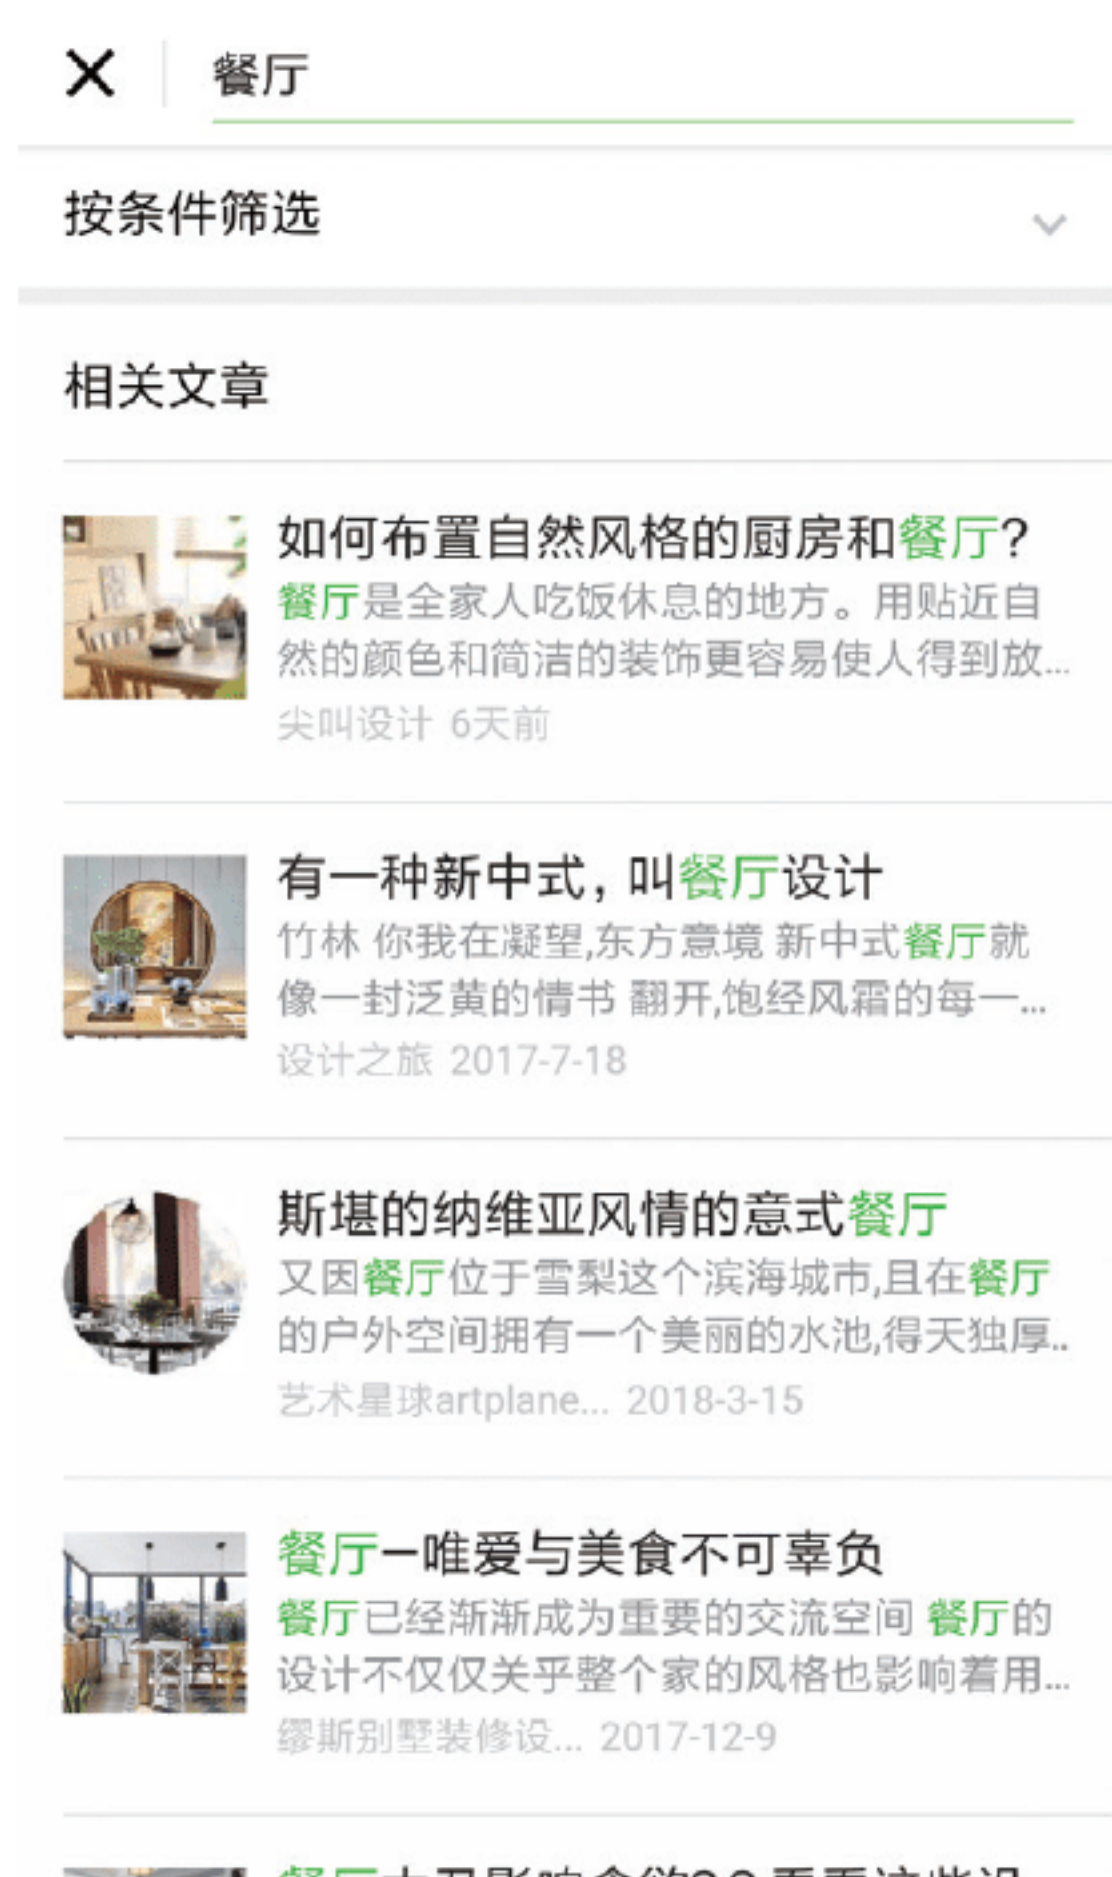 餐厅
按条件筛选
相关文章
如何布置自然风格的厨房和餐厅?
餐厅是全家人吃饭休息的地方。用贴近自
然的颜色和简洁的装饰更容易使人得到放...
尖叫设计 6天前
有一种新中式，叫餐厅设计
竹林 你我在凝望,东方意境 新中式餐厅就
像一封泛黄的情书 翻开,饱经风霜的每一...
设计之旅 2017-7-18
斯堪的纳维亚风情的意式餐厅
又因餐厅位于雪梨这个滨海城市,且在餐厅
的户外空间拥有一个美丽的水池,得天独厚..
艺术星球artplane... 2018-3-15
餐厅—唯爱与美食不可辜负
餐厅已经渐渐成为重要的交流空间 餐厅的
设计不仅仅关乎整个家的风格也影响着用...
缪斯别墅装修设... 2017-12-9